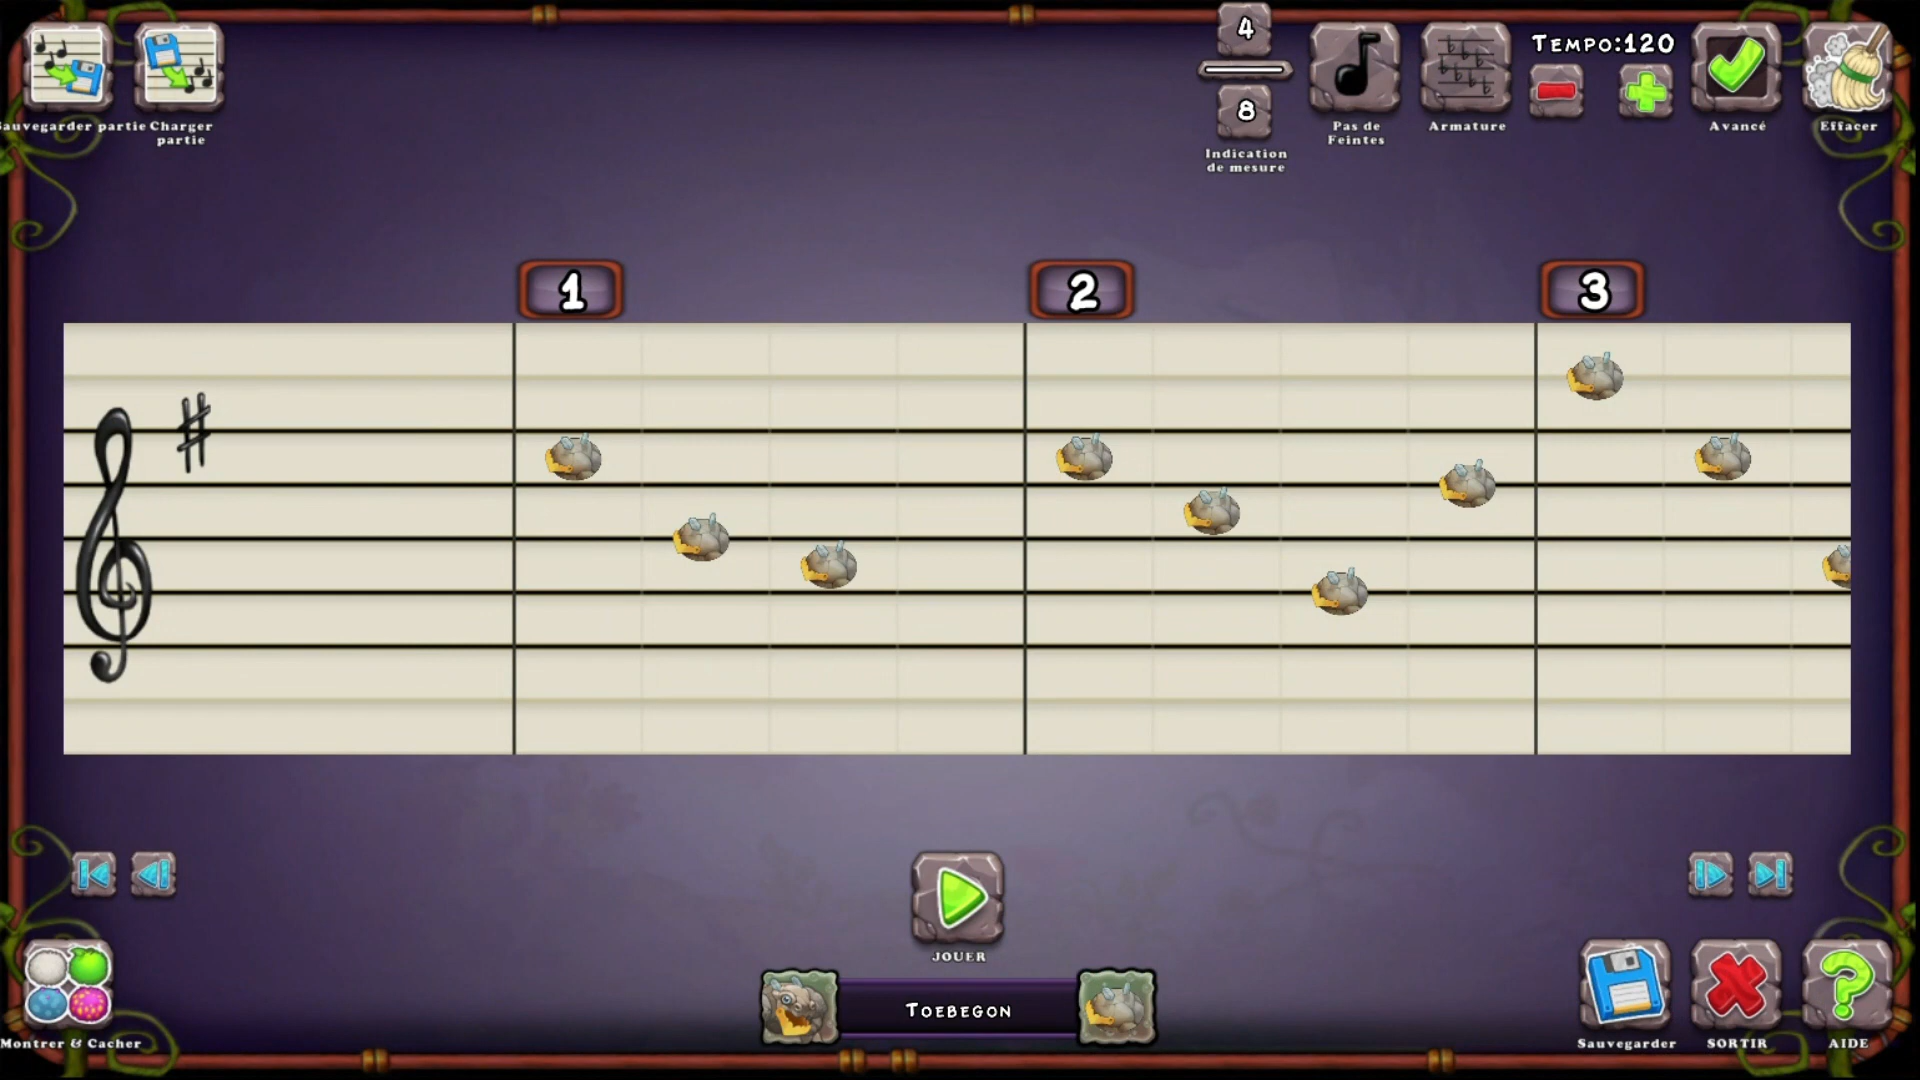 4
8
Indication
de mesure
Pas de
Feintes
Armature
Tempo:120
Avancé
Effacer
Sauvegarder partie
Charger
partie
1
2
3
JOUER
Toebegon
Montrer & Cacher
Sauvegarder
SORTIR
AIDE